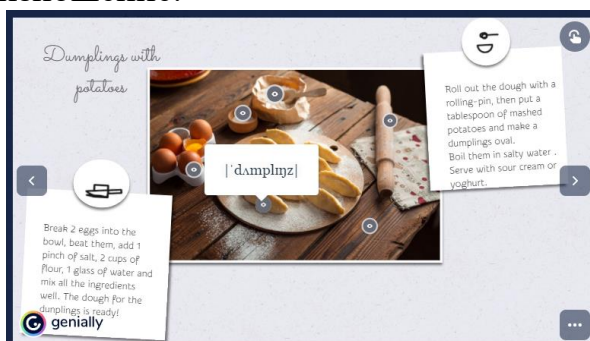 Dumplings with
potatoes
Roll out the dough with a
rolling-pin, then put a
tablespoon of mashed
potatoes and make a
dumplings oval.
Boil them in salty water .
Serve with sour cream or
yoghurt.
|ˈdʌmplɪŋz|
Break 2 eggs into the
bowl, beat them, add 1
pinch of salt, 2 cups of
flour, 1 glass of water and
mix all the ingredients
well. The dough for the
dunplings is ready!
genially